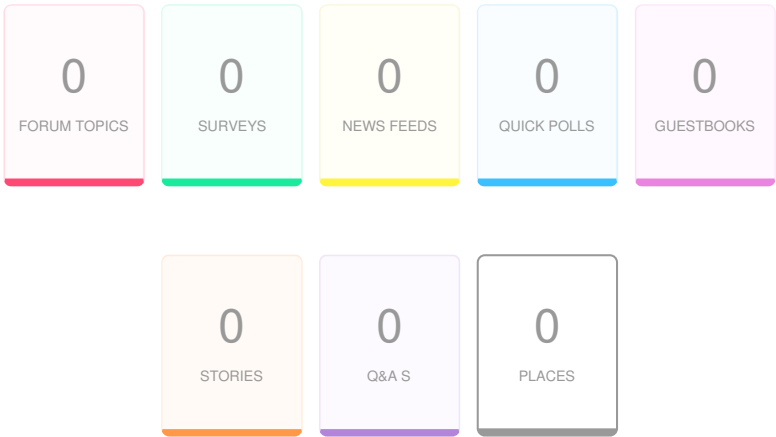 0
FORUM TOPICS
0
SURVEYS
0
NEWS FEEDS
0
QUICK POLLS
0
GUESTBOOKS
0
STORIES
0
Q&A S
0
PLACES